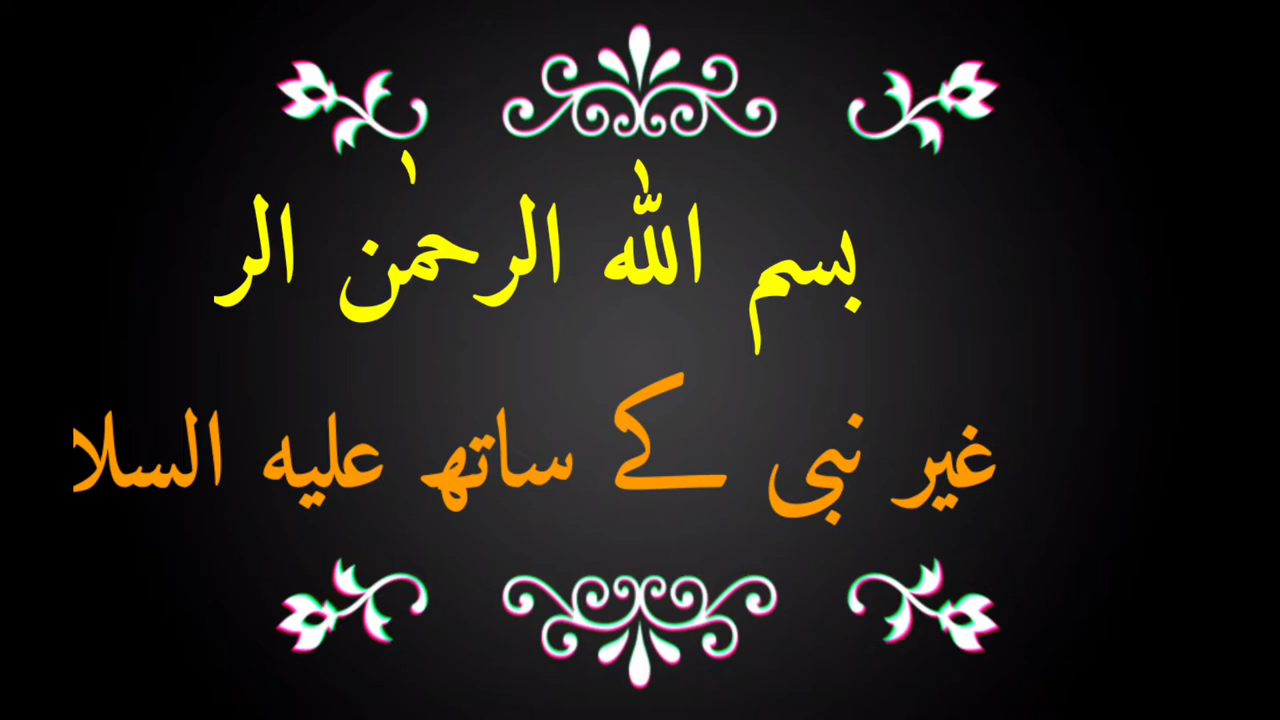 بسم اللہ الرحمٰن الر
غیر نبی کے ساتھ علیہ السلا